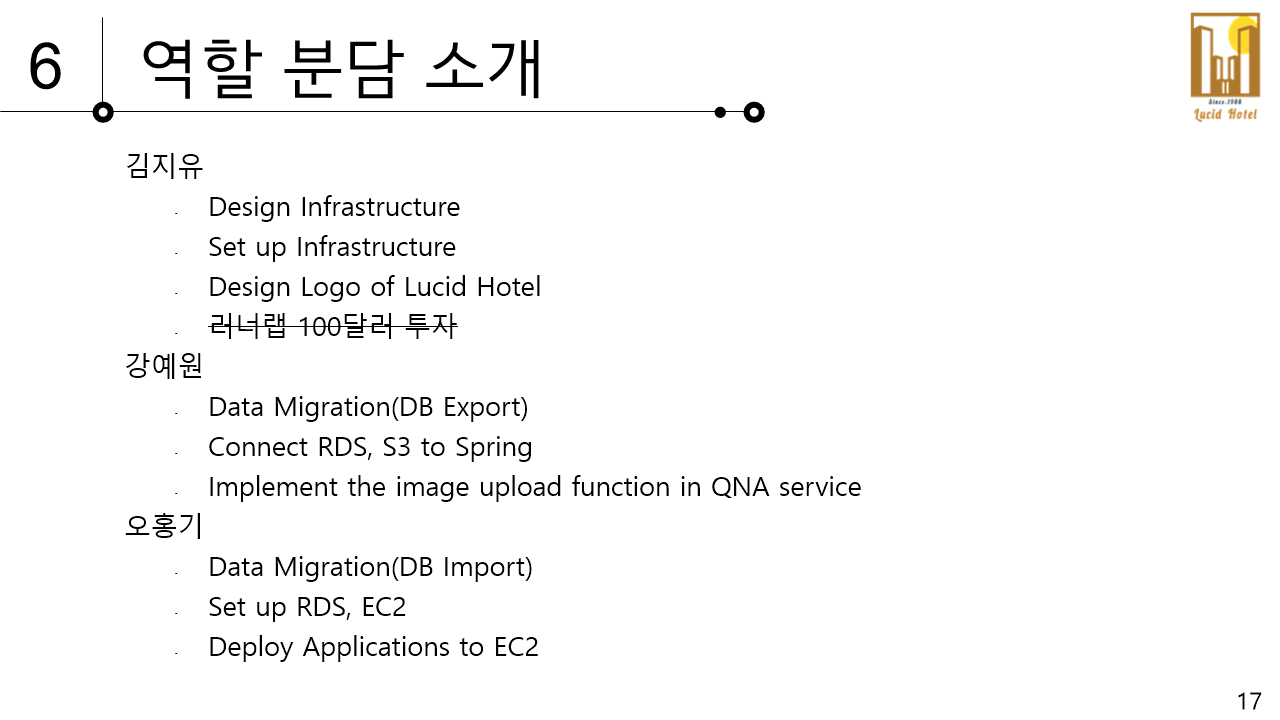 6 역할 분담 소개
Since.1988
Lucid Hotel
김지유
- Design Infrastructure
- Set up Infrastructure
- Design Logo of Lucid Hotel
- 러너랩 100달러 투자
강예원
- Data Migration(DB Export)
- Connect RDS, S3 to Spring
- Implement the image upload function in QNA service
오홍기
- Data Migration(DB Import)
- Set up RDS, EC2
- Deploy Applications to EC2
17